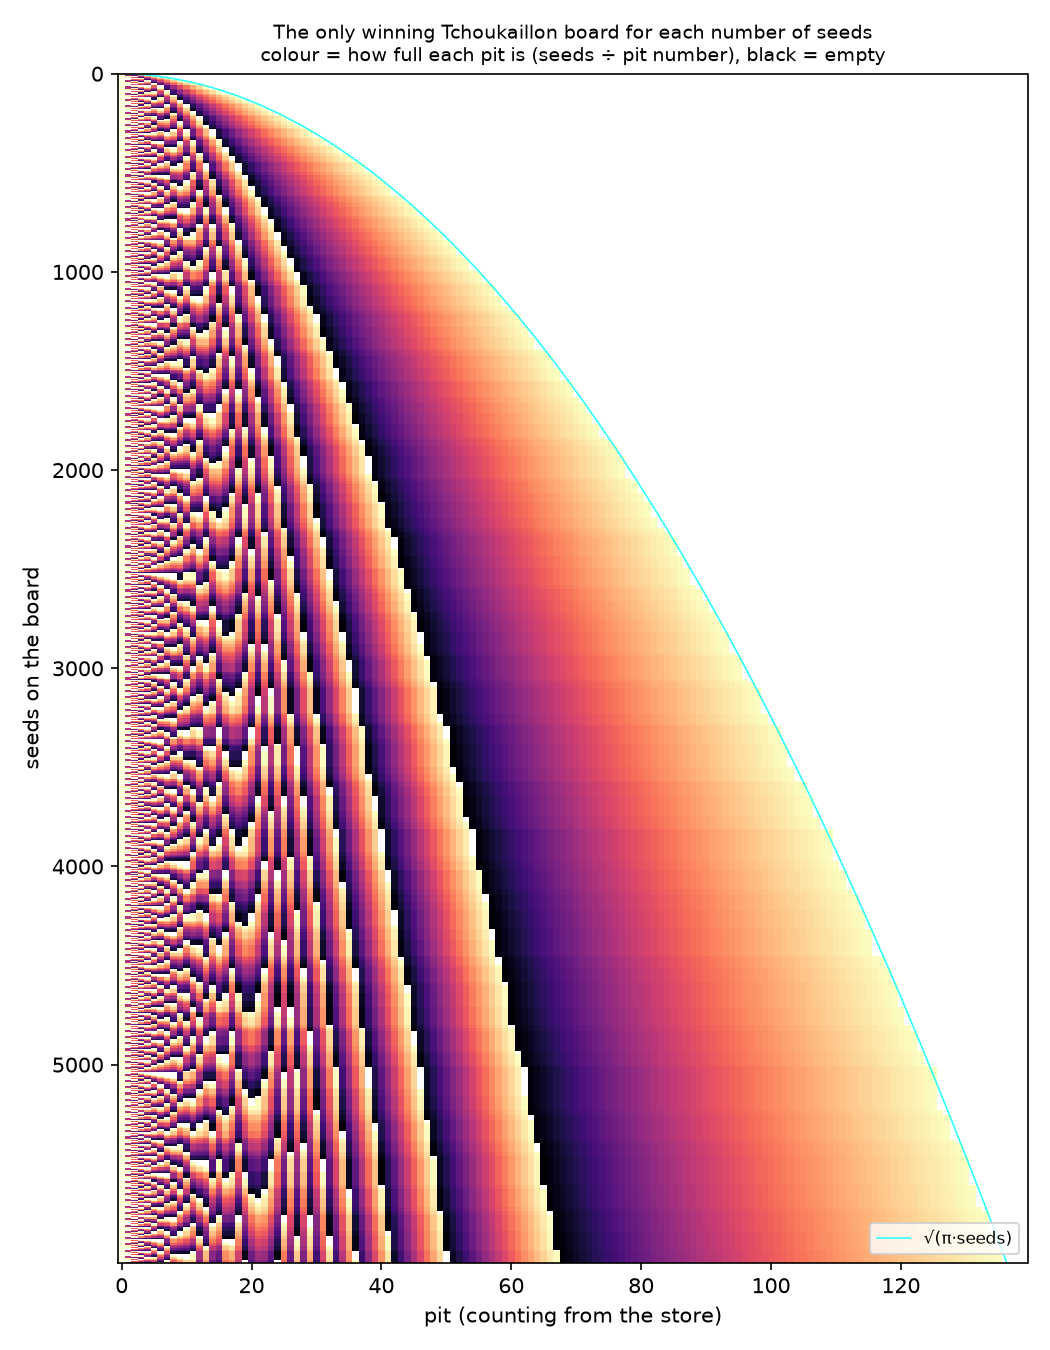 The only winning Tchoukaillon board for each number of seeds
colour = how full each pit is (seeds ÷ pit number), black = empty
0
1000
2000
3000
4000
5000
seeds on the board
0 20 40 60 80 100 120
pit (counting from the store)
√(π·seeds)